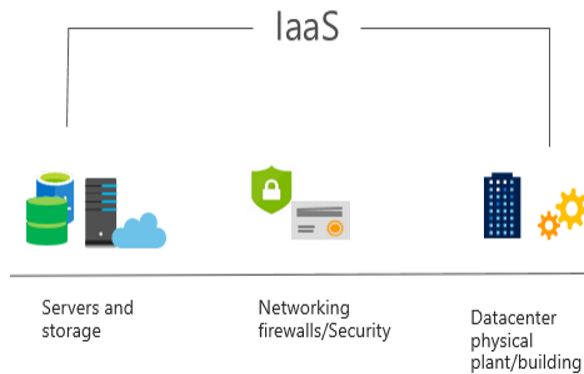 IaaS
Servers and
storage
Networking
firewalls/Security
Datacenter
physical
plant/building